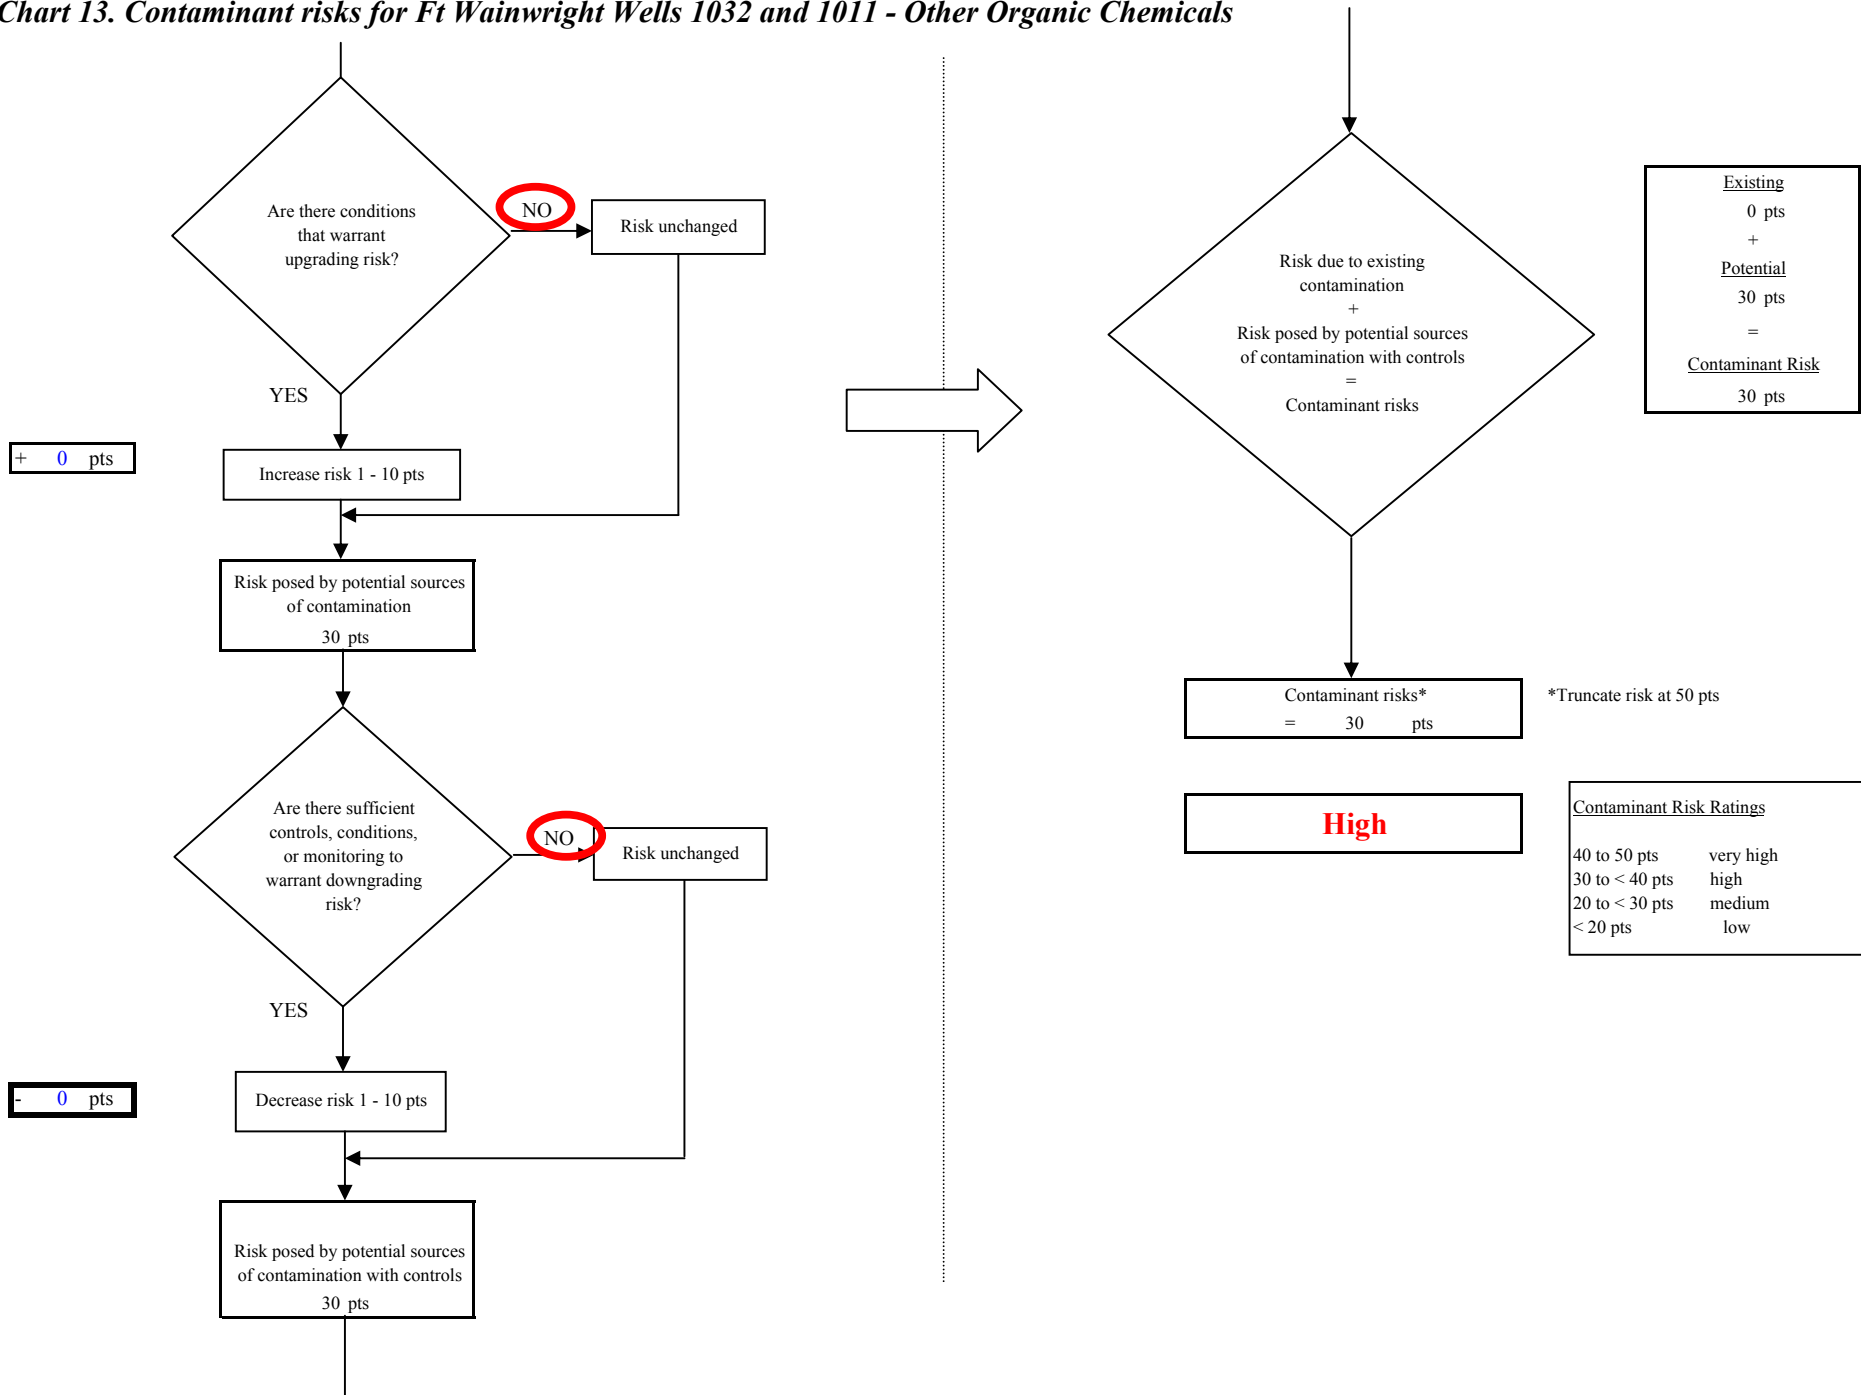 Chart 13. Contaminant risks for Ft Wainwright Wells 1032 and 1011 - Other Organic Chemicals
Are there conditions
that warrant
upgrading risk?
NO
Risk unchanged
YES
+ 0 pts
Increase risk 1 - 10 pts
Risk posed by potential sources
of contamination
30 pts
Are there sufficient
controls, conditions,
or monitoring to
warrant downgrading
risk?
NO
Risk unchanged
YES
- 0 pts
Decrease risk 1 - 10 pts
Risk posed by potential sources
of contamination with controls
30 pts
Risk due to existing
contamination
+
Risk posed by potential sources
of contamination with controls
=
Contaminant risks
Existing
0 pts
+
Potential
30 pts
=
Contaminant Risk
30 pts
Contaminant risks*
= 30 pts
*Truncate risk at 50 pts
High
Contaminant Risk Ratings
40 to 50 pts very high
30 to < 40 pts high
20 to < 30 pts medium
< 20 pts low